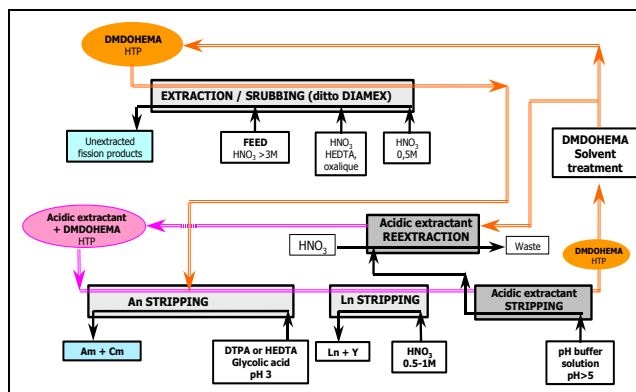 DMDOHEMA
HTP
EXTRACTION / SRUBBING (ditto DIAMEX)
Unextracted
fission products
FEED
HNO₃ >3M
HNO₃
HEDTA,
oxalique
HNO₃
0,5M
DMDOHEMA
Solvent
treatment
Acidic extractant
+ DMDOHEMA
HTP
Acidic extractant
REEXTRACTION
HNO₃
Waste
DMDOHEMA
HTP
An STRIPPING
Ln STRIPPING
Acidic extractant
STRIPPING
Am + Cm
DTPA or HEDTA
Glycolic acid
pH 3
Ln + Y
HNO₃
0.5-1M
pH buffer
solution
pH>5